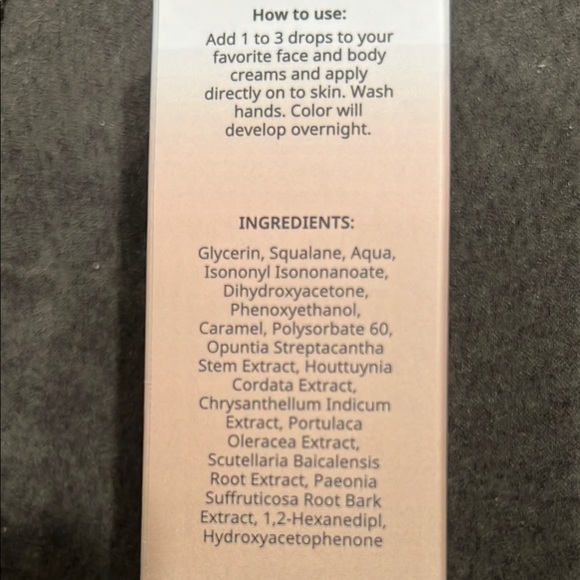 How to use:
Add 1 to 3 drops to your
favorite face and body
creams and apply
directly on to skin. Wash
hands. Color will
develop overnight.
INGREDIENTS:
Glycerin, Squalane, Aqua,
Isononyl Isononanoate,
Dihydroxyacetone,
Phenoxyethanol,
Caramel, Polysorbate 60,
Opuntia Streptacantha
Stem Extract, Houttuynia
Cordata Extract,
Chrysanthellum Indicum
Extract, Portulaca
Oleracea Extract,
Scutellaria Baicalensis
Root Extract, Paeonia
Suffruticosa Root Bark
Extract, 1,2-Hexanedipl,
Hydroxyacetophenone